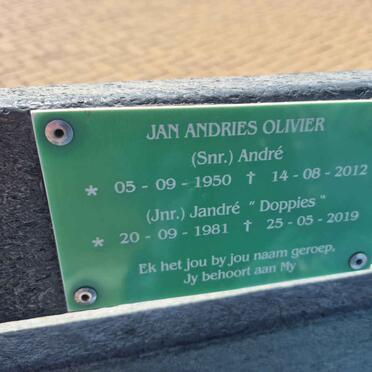 JAN ANDRIES OLIVIER
(Snr.) André
* 05 - 09 - 1950 † 14 - 08 - 2012
(Jnr.) Jandré " Doppies "
* 20 - 09 - 1981 † 25 - 05 - 2019
Ek het jou by jou naam geroep,
Jy behoort aan My